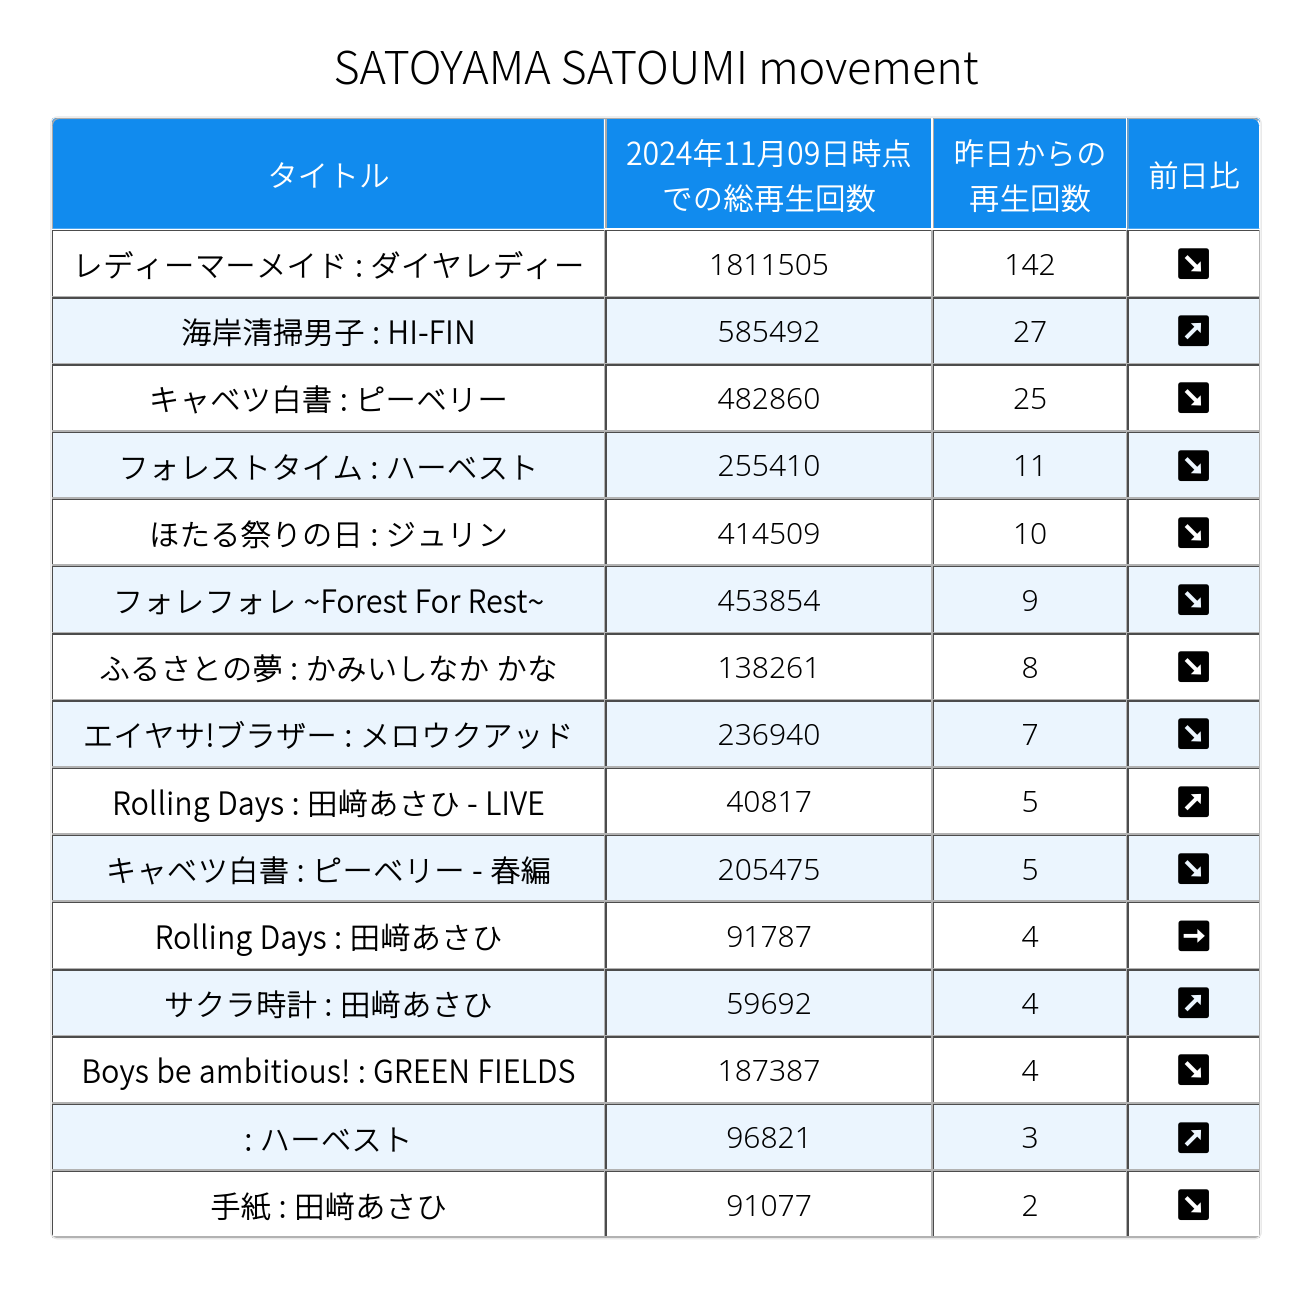 SATOYAMA SATOUMI movement
タイトル 2024年11月09日時点での総再生回数 昨日からの再生回数 前日比
レディーマーメイド : ダイヤレディー 1811505 142 ↘
海岸清掃男子 : HI-FIN 585492 27 ↗
キャベツ白書 : ピーベリー 482860 25 ↘
フォレストタイム : ハーベスト 255410 11 ↘
ほたる祭りの日 : ジュリン 414509 10 ↘
フォレフォレ ~Forest For Rest~ 453854 9 ↘
ふるさとの夢 : かみいしなか かな 138261 8 ↘
エイヤサ!ブラザー : メロウクアッド 236940 7 ↘
Rolling Days : 田﨑あさひ - LIVE 40817 5 ↗
キャベツ白書 : ピーベリー - 春編 205475 5 ↘
Rolling Days : 田﨑あさひ 91787 4 →
サクラ時計 : 田﨑あさひ 59692 4 ↗
Boys be ambitious! : GREEN FIELDS 187387 4 ↘
: ハーベスト 96821 3 ↗
手紙 : 田﨑あさひ 91077 2 ↘